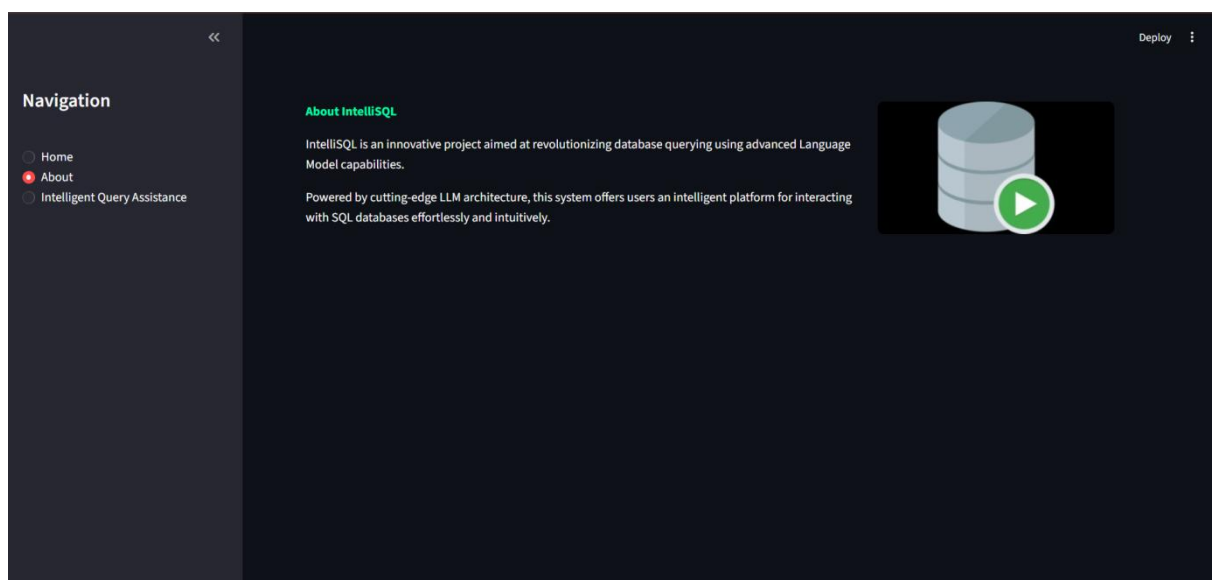 Deploy
Navigation
Home
About
Intelligent Query Assistance
About IntelliSQL
IntelliSQL is an innovative project aimed at revolutionizing database querying using advanced Language
Model capabilities.
Powered by cutting-edge LLM architecture, this system offers users an intelligent platform for interacting
with SQL databases effortlessly and intuitively.